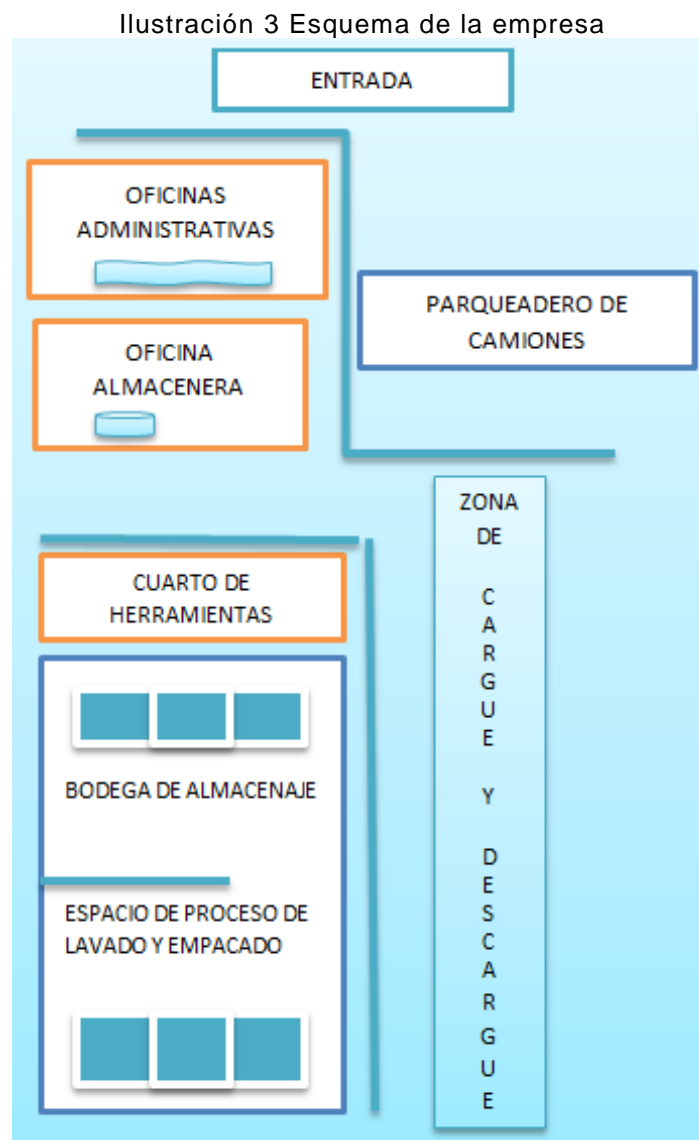 Ilustración 3 Esquema de la empresa
ENTRADA
OFICINAS
ADMINISTRATIVAS
PARQUEADERO DE
CAMIONES
OFICINA
ALMACENERA
ZONA
DE
C
A
R
G
U
E
Y
D
E
S
C
A
R
G
U
E
CUARTO DE
HERRAMIENTAS
BODEGA DE ALMACENAJE
ESPACIO DE PROCESO DE
LAVADO Y EMPACADO